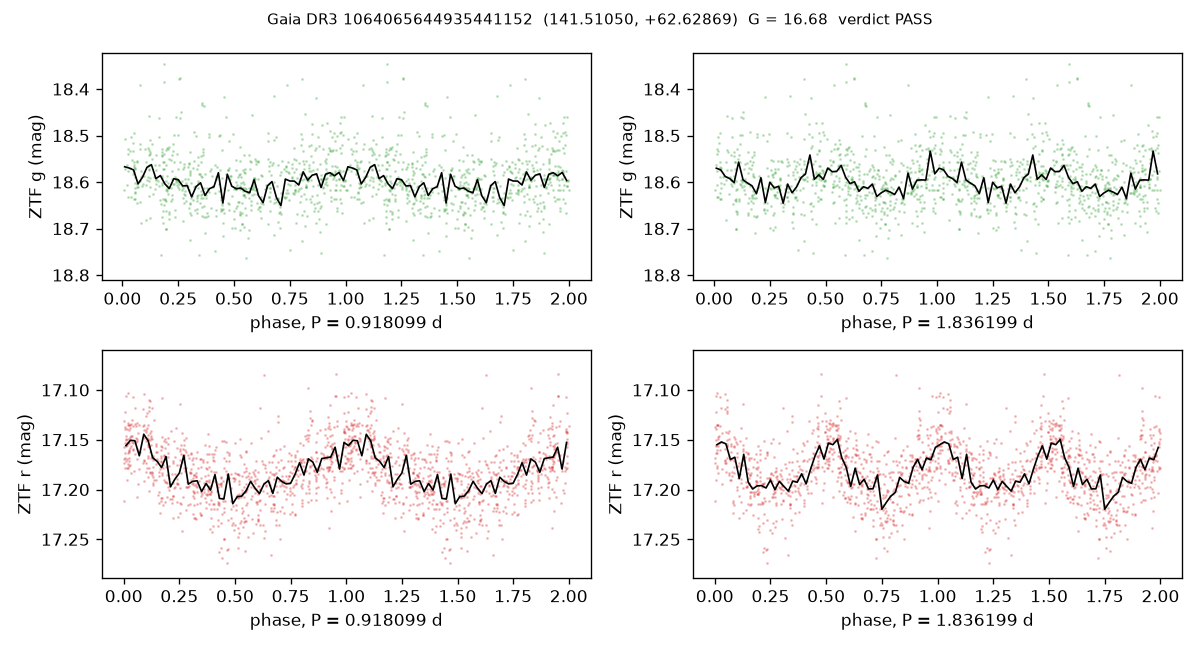 Gaia DR3 1064065644935441152  (141.51050, +62.62869)  G = 16.68  verdict PASS
ZTF g (mag)
18.4
18.5
18.6
18.7
18.8
0.00 0.25 0.50 0.75 1.00 1.25 1.50 1.75 2.00
phase, P = 0.918099 d
ZTF g (mag)
18.4
18.5
18.6
18.7
18.8
0.00 0.25 0.50 0.75 1.00 1.25 1.50 1.75 2.00
phase, P = 1.836199 d
ZTF r (mag)
17.10
17.15
17.20
17.25
0.00 0.25 0.50 0.75 1.00 1.25 1.50 1.75 2.00
phase, P = 0.918099 d
ZTF r (mag)
17.10
17.15
17.20
17.25
0.00 0.25 0.50 0.75 1.00 1.25 1.50 1.75 2.00
phase, P = 1.836199 d